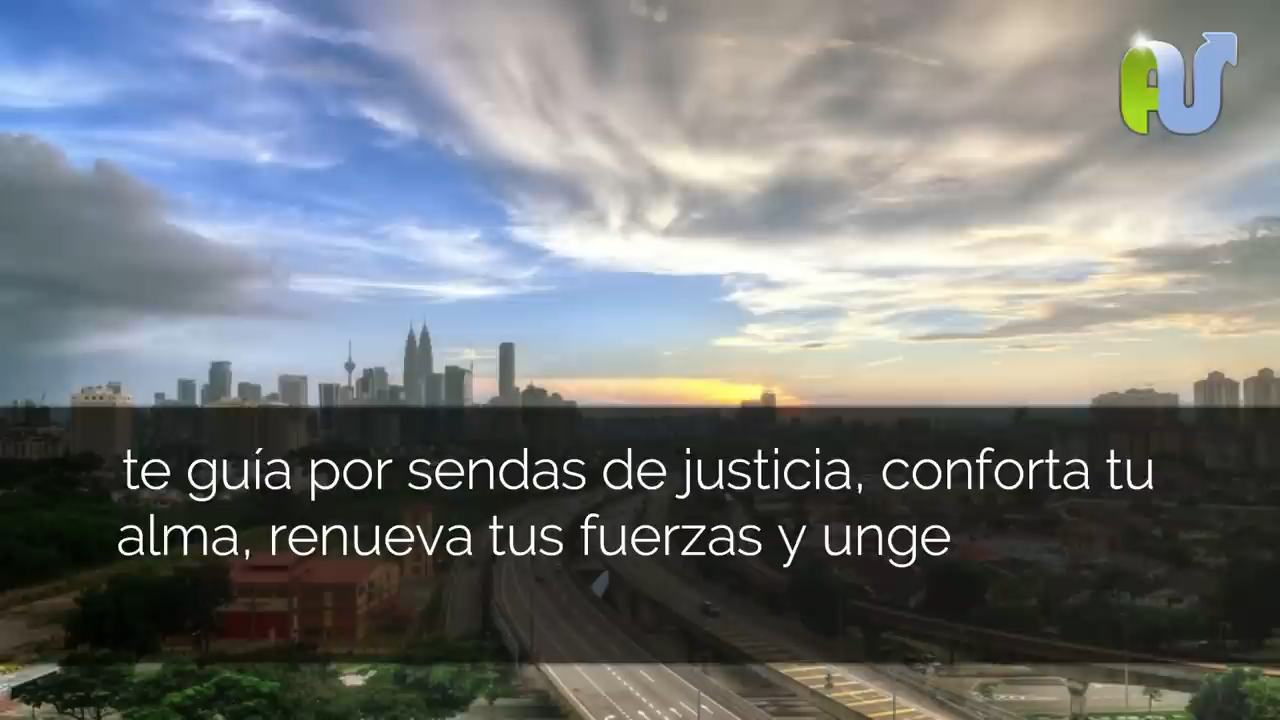 te guía por sendas de justicia, conforta tu
alma, renueva tus fuerzas y unge